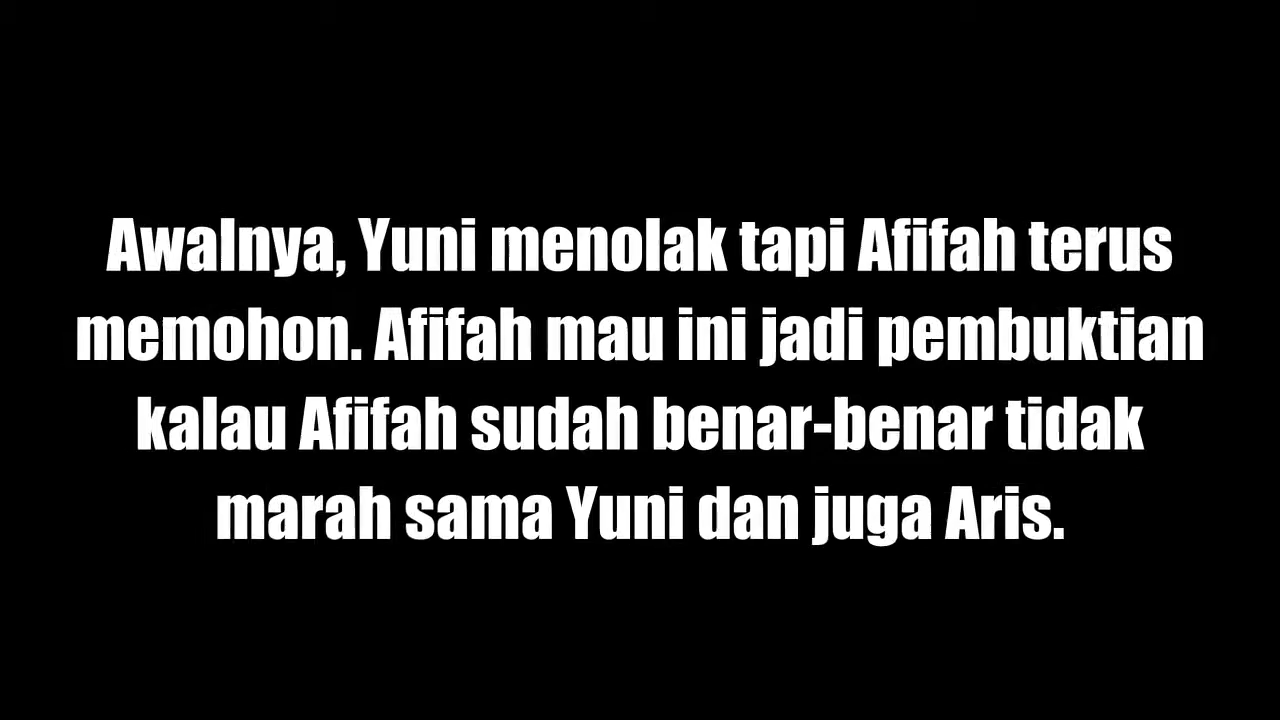 Awalnya, Yuni menolak tapi Afifah terus
memohon. Afifah mau ini jadi pembuktian
kalau Afifah sudah benar-benar tidak
marah sama Yuni dan juga Aris.